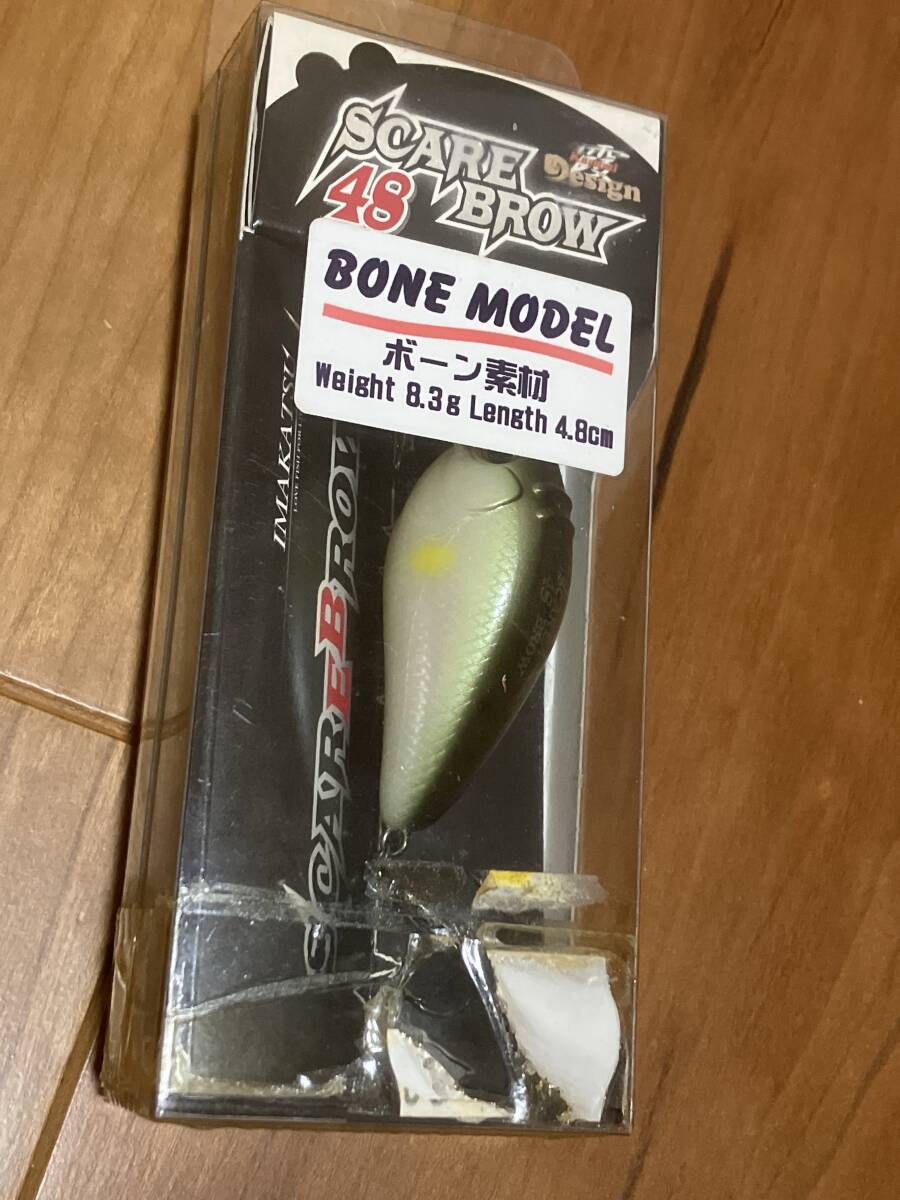 SCARE
BROW
48
Design
BONE MODEL
ボーン素材
Weight 8.3g Length 4.8cm
IMAKATSU
SCAREBROW
BROW